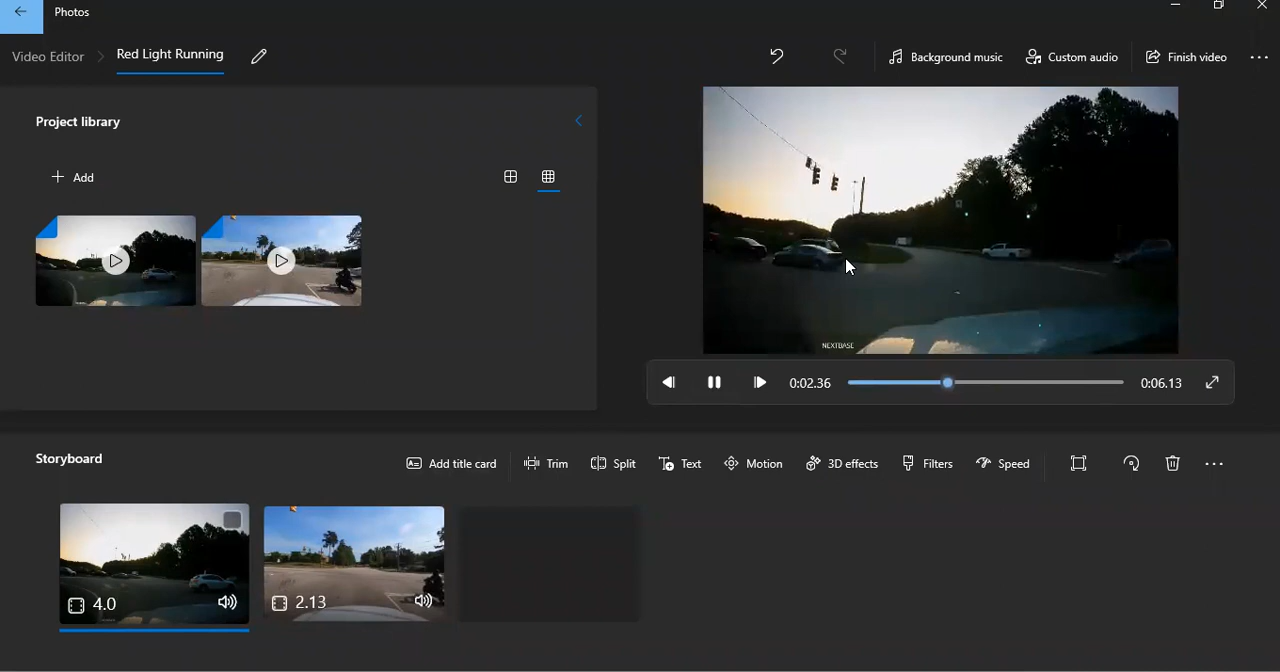 Photos
Video Editor
Red Light Running
Background music
Custom audio
Finish video
Project library
Add
NEXTBASE
0:02.36
0:06.13
Storyboard
Add title card
Trim
Split
Text
Motion
3D effects
Filters
Speed
4.0
2.13